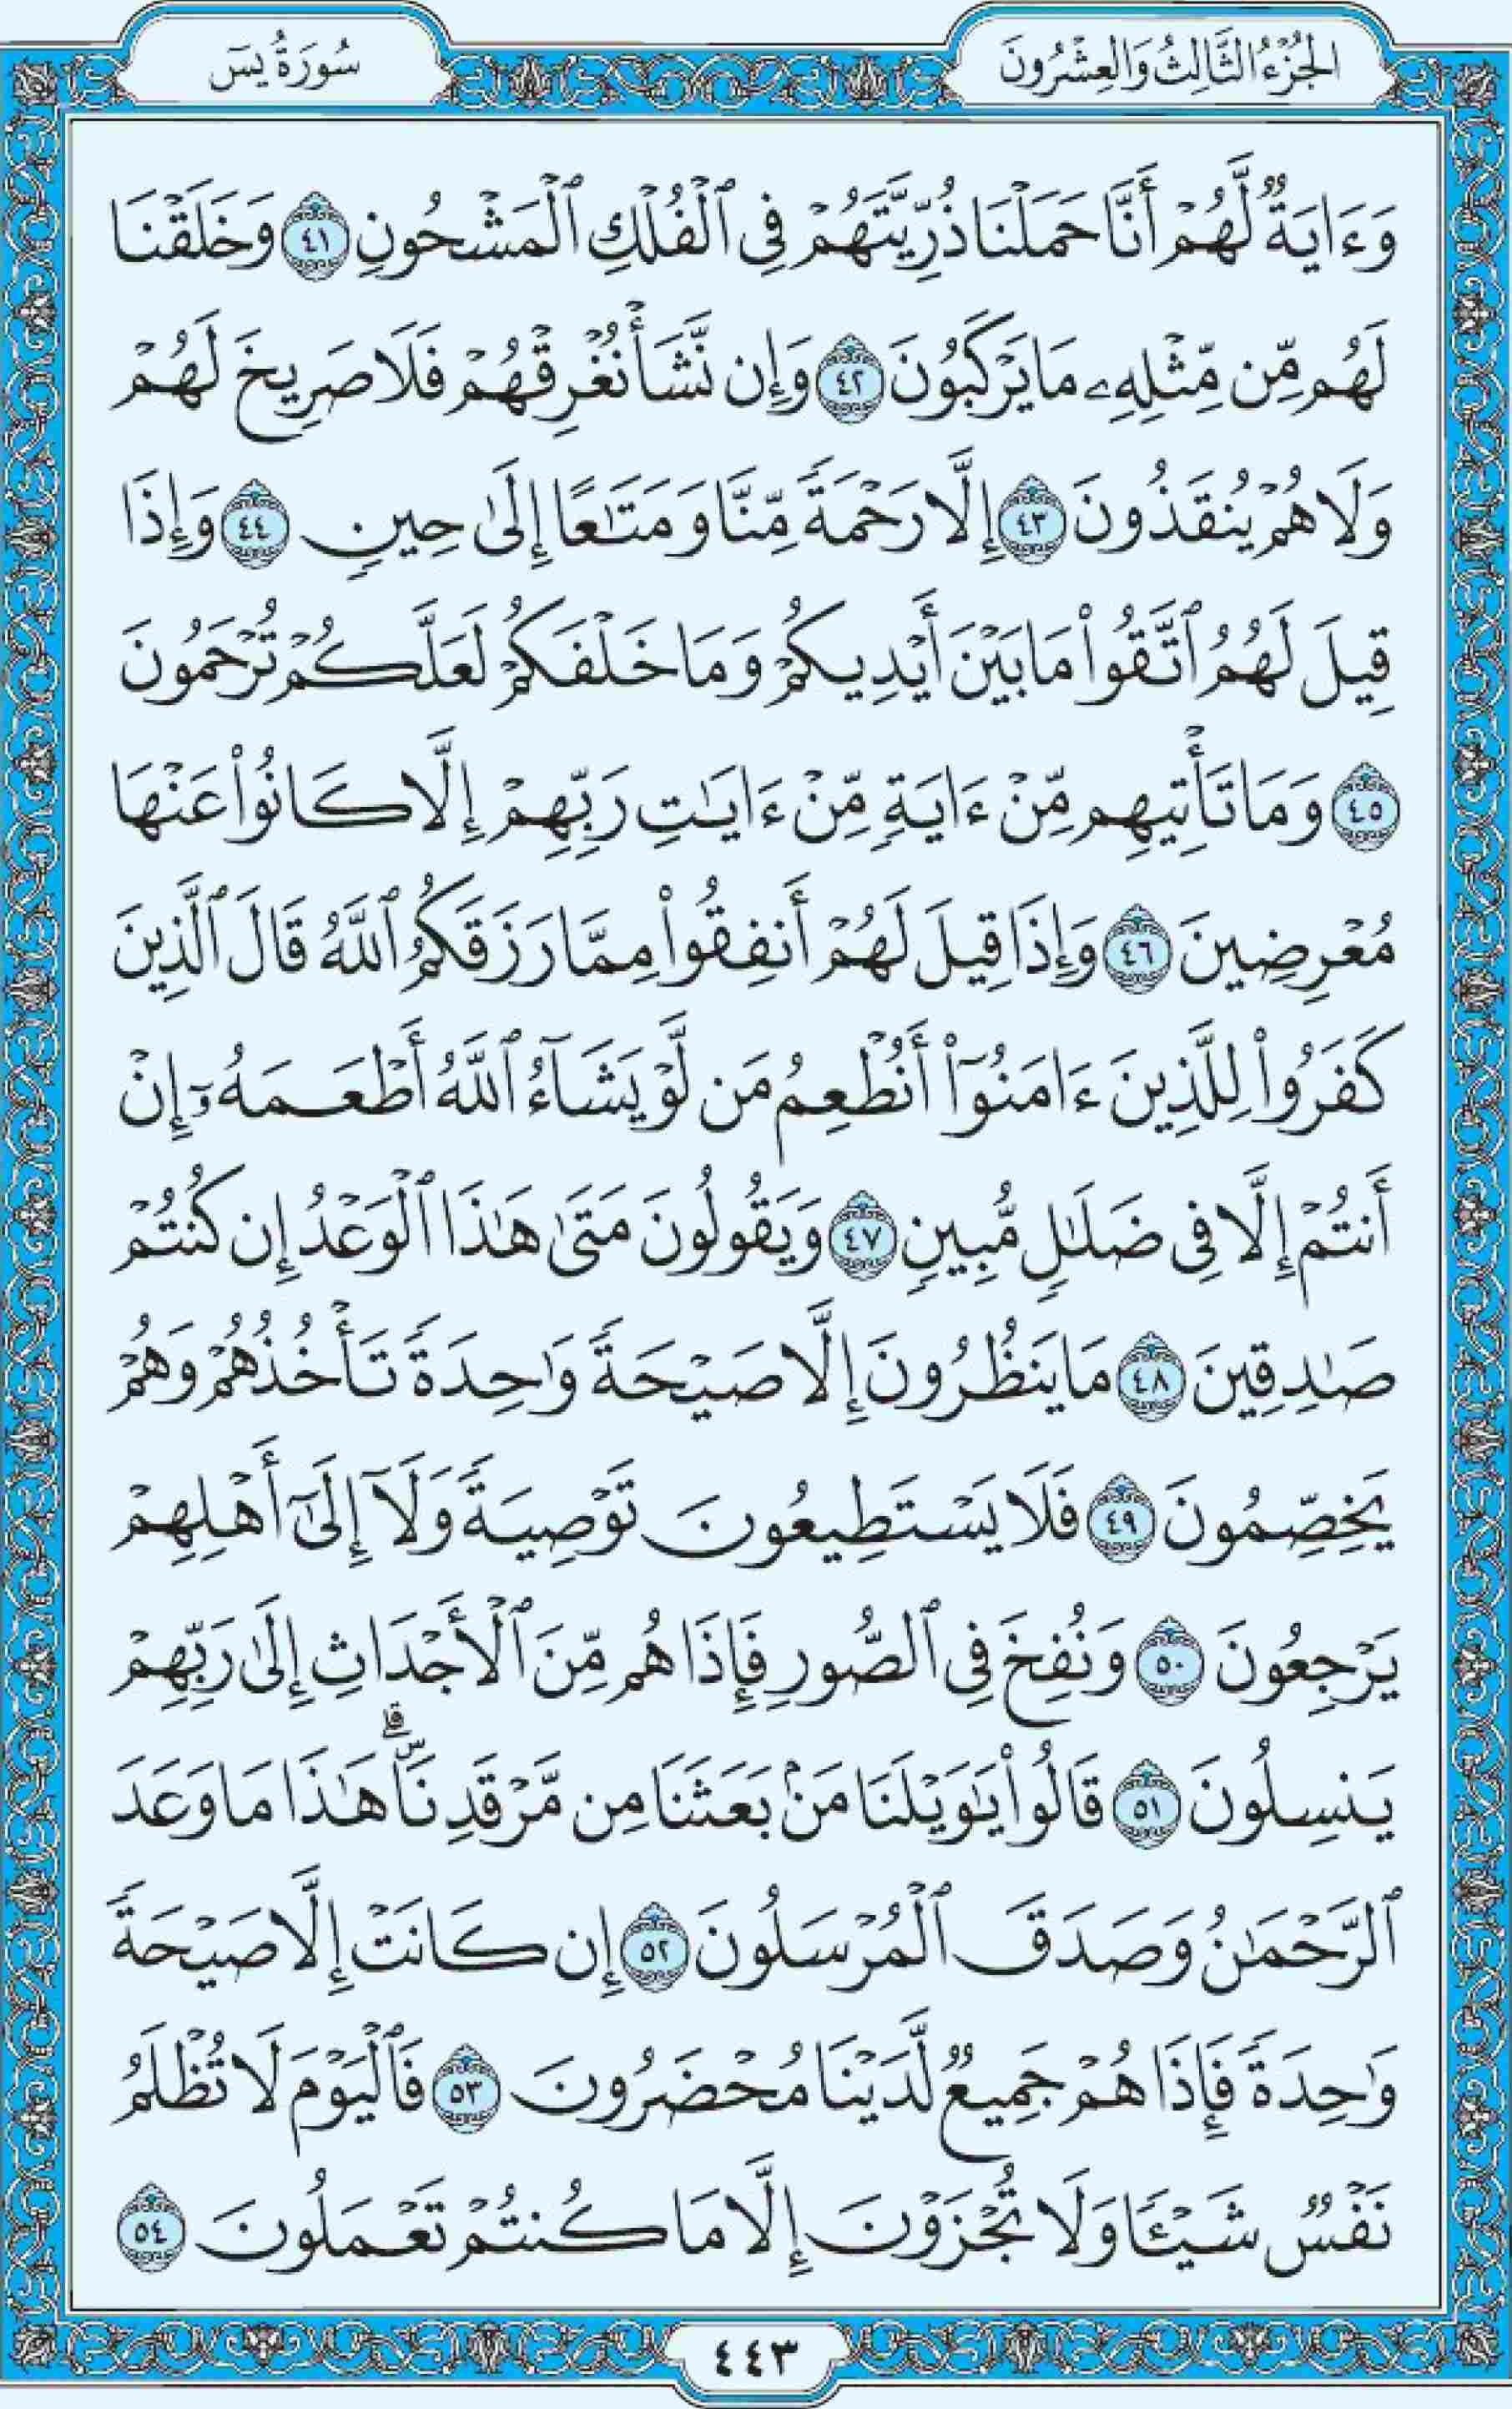 الجُزْءُ الثَّالِثُ وَالعِشْرُونَ
سُورَةُ يسٓ
وَءَايَةٌ لَّهُمْ أَنَّا حَمَلْنَا ذُرِّيَّتَهُمْ فِى ٱلْفُلْكِ ٱلْمَشْحُونِ ٤١ وَخَلَقْنَا
لَهُم مِّن مِّثْلِهِۦ مَا يَرْكَبُونَ ٤٢ وَإِن نَّشَأْ نُغْرِقْهُمْ فَلَا صَرِيخَ لَهُمْ
وَلَا هُمْ يُنقَذُونَ ٤٣ إِلَّا رَحْمَةً مِّنَّا وَمَتَـٰعًا إِلَىٰ حِينٍ ٤٤ وَإِذَا
قِيلَ لَهُمُ ٱتَّقُوا۟ مَا بَيْنَ أَيْدِيكُمْ وَمَا خَلْفَكُمْ لَعَلَّكُمْ تُرْحَمُونَ
٤٥ وَمَا تَأْتِيهِم مِّنْ ءَايَةٍ مِّنْ ءَايَـٰتِ رَبِّهِمْ إِلَّا كَانُوا۟ عَنْهَا
مُعْرِضِينَ ٤٦ وَإِذَا قِيلَ لَهُمْ أَنفِقُوا۟ مِمَّا رَزَقَكُمُ ٱللَّهُ قَالَ ٱلَّذِينَ
كَفَرُوا۟ لِلَّذِينَ ءَامَنُوٓا۟ أَنُطْعِمُ مَن لَّوْ يَشَآءُ ٱللَّهُ أَطْعَمَهُۥٓ إِنْ
أَنتُمْ إِلَّا فِى ضَلَـٰلٍ مُّبِينٍ ٤٧ وَيَقُولُونَ مَتَىٰ هَـٰذَا ٱلْوَعْدُ إِن كُنتُمْ
صَـٰدِقِينَ ٤٨ مَا يَنظُرُونَ إِلَّا صَيْحَةً وَٰحِدَةً تَأْخُذُهُمْ وَهُمْ
يَخِصِّمُونَ ٤٩ فَلَا يَسْتَطِيعُونَ تَوْصِيَةً وَلَآ إِلَىٰٓ أَهْلِهِمْ
يَرْجِعُونَ ٥٠ وَنُفِخَ فِى ٱلصُّورِ فَإِذَا هُم مِّنَ ٱلْأَجْدَاثِ إِلَىٰ رَبِّهِمْ
يَنسِلُونَ ٥١ قَالُوا۟ يَـٰوَيْلَنَا مَنۢ بَعَثَنَا مِن مَّرْقَدِنَا ۜ ۗ هَـٰذَا مَا وَعَدَ
ٱلرَّحْمَـٰنُ وَصَدَقَ ٱلْمُرْسَلُونَ ٥٢ إِن كَانَتْ إِلَّا صَيْحَةً
وَٰحِدَةً فَإِذَا هُمْ جَمِيعٌ لَّدَيْنَا مُحْضَرُونَ ٥٣ فَٱلْيَوْمَ لَا تُظْلَمُ
نَفْسٌ شَيْـًٔا وَلَا تُجْزَوْنَ إِلَّا مَا كُنتُمْ تَعْمَلُونَ ٥٤
٤٤٣